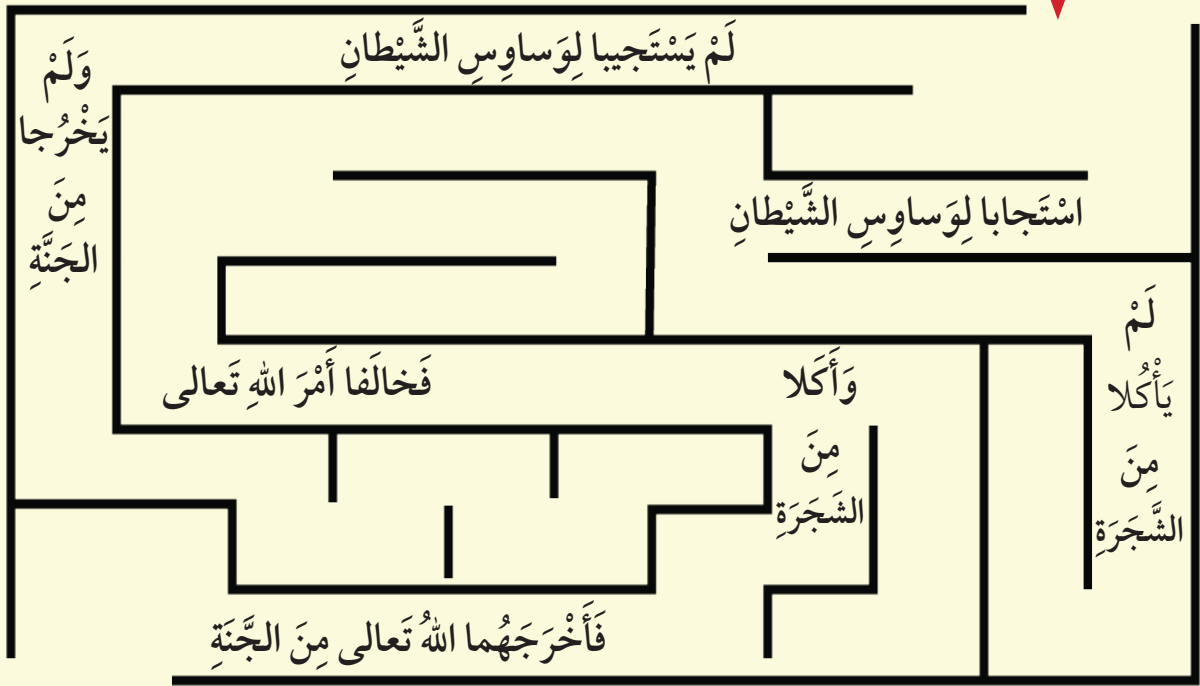 لَمْ يَسْتَجيبا لِوَساوِسِ الشَّيْطانِ
وَلَمْ
يَخْرُجا
مِنَ
الجَنَّةِ
اسْتَجابا لِوَساوِسِ الشَّيْطانِ
لَمْ
يَأْكُلا
مِنَ
الشَّجَرَةِ
وَأَكَلا
مِنَ
الشَجَرَةِ
فَخالَفا أَمْرَ اللهِ تَعالى
فَأَخْرَجَهُما اللهُ تَعالى مِنَ الجَّنَةِ